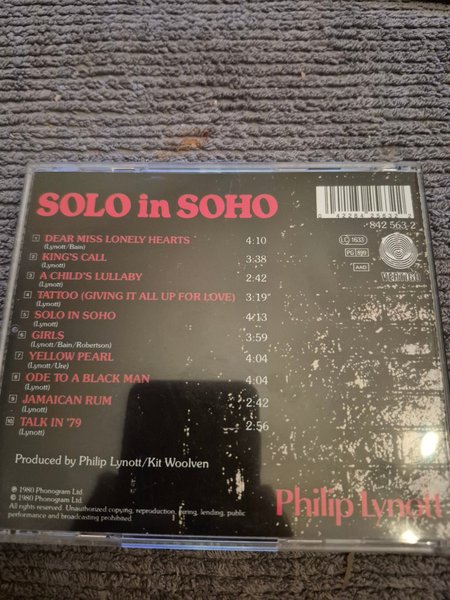 SOLO in SOHO
842 563-2
LC 1633
PG 899
AAD
VERTIGO
1 DEAR MISS LONELY HEARTS 4:10
(Lynott/Bain)
2 KING'S CALL 3:38
(Lynott)
3 A CHILD'S LULLABY 2:42
(Lynott)
4 TATTOO (GIVING IT ALL UP FOR LOVE) 3:19
(Lynott)
5 SOLO IN SOHO 4:13
(Lynott)
6 GIRLS 3:59
(Lynott/Bain/Robertson)
7 YELLOW PEARL 4:04
(Lynott/Ure)
8 ODE TO A BLACK MAN 4:04
(Lynott)
9 JAMAICAN RUM 2:42
(Lynott)
10 TALK IN '79 2:56
(Lynott)
Produced by Philip Lynott/Kit Woolven
℗ 1980 Phonogram Ltd.
© 1980 Phonogram Ltd.
All rights reserved. Unauthorized copying, reproduction, hiring, lending, public
performance and broadcasting prohibited.
Philip Lynott